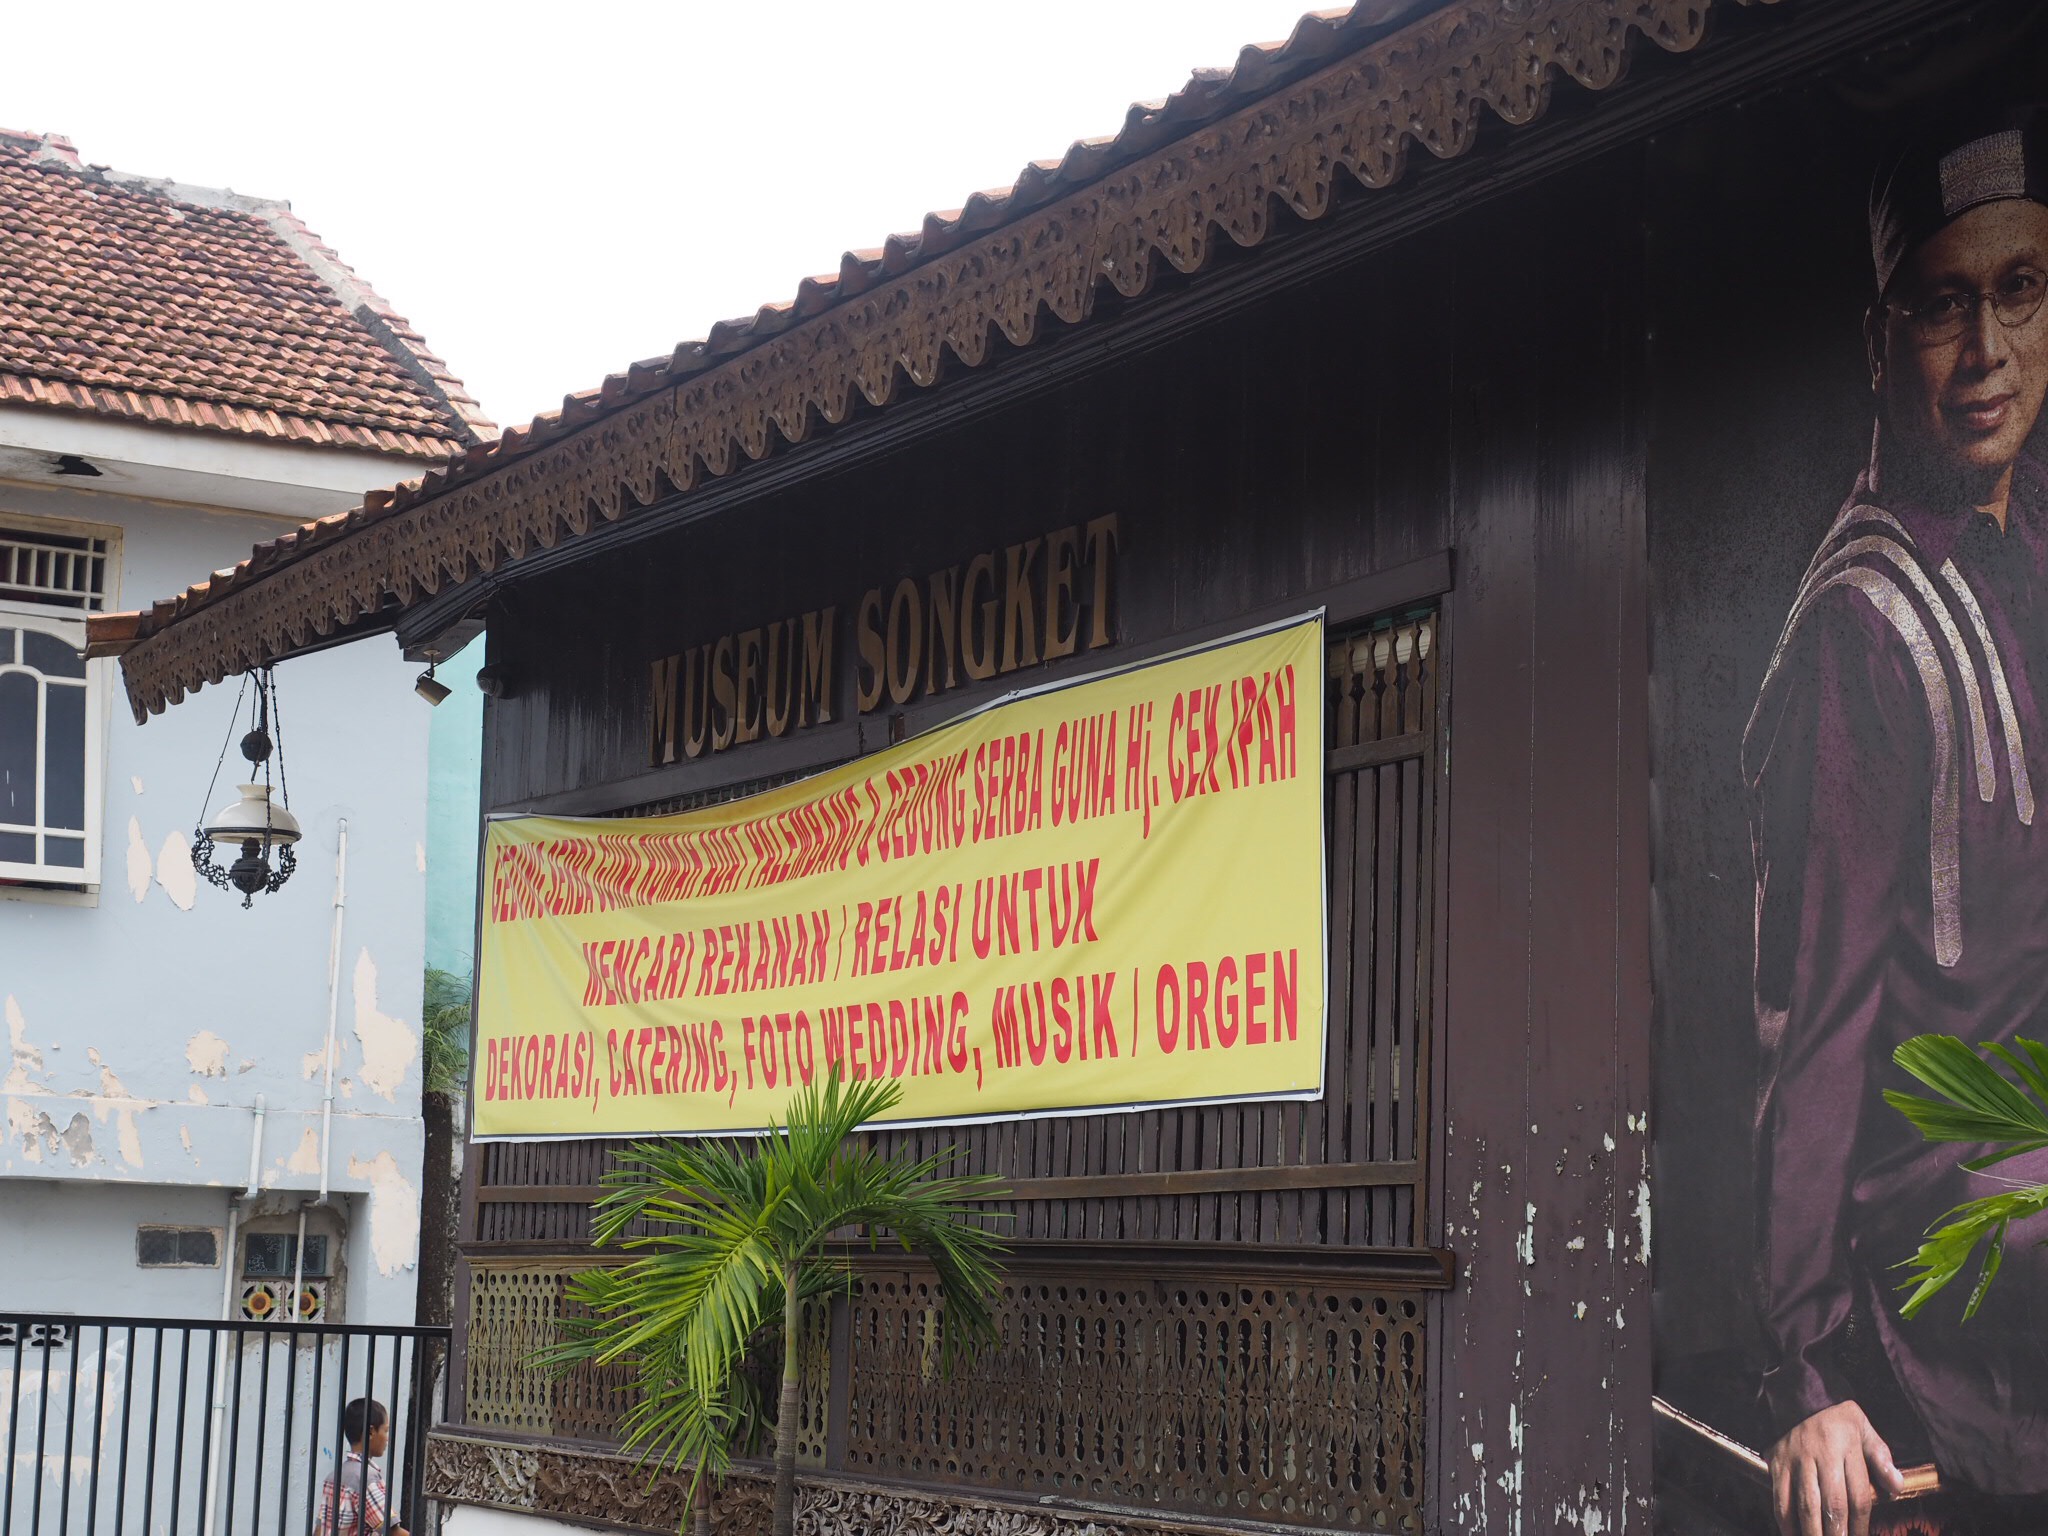 MUSEUM SONGKET
GEDUNG SERBA GUNA RUMAH ADAT PALEMBANG & GEDUNG SERBA GUNA Hj. CEK IPAH
MENCARI REKANAN / RELASI UNTUK
DEKORASI, CATERING, FOTO WEDDING, MUSIK / ORGEN